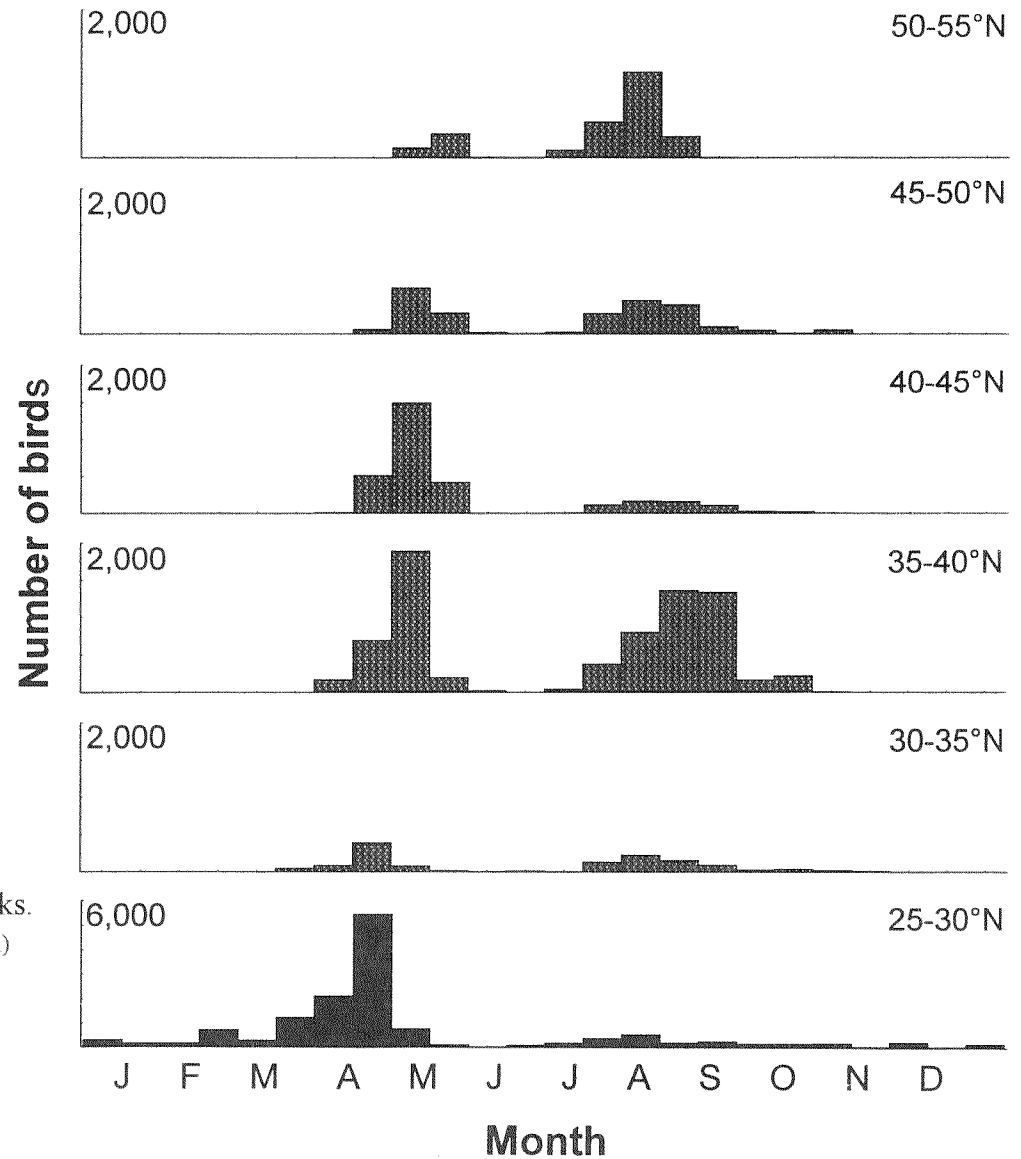 2,000 50-55°N
2,000 45-50°N
2,000 40-45°N
2,000 35-40°N
2,000 30-35°N
6,000 25-30°N
Number of birds
ks.
)
J F M A M J J A S O N D
Month